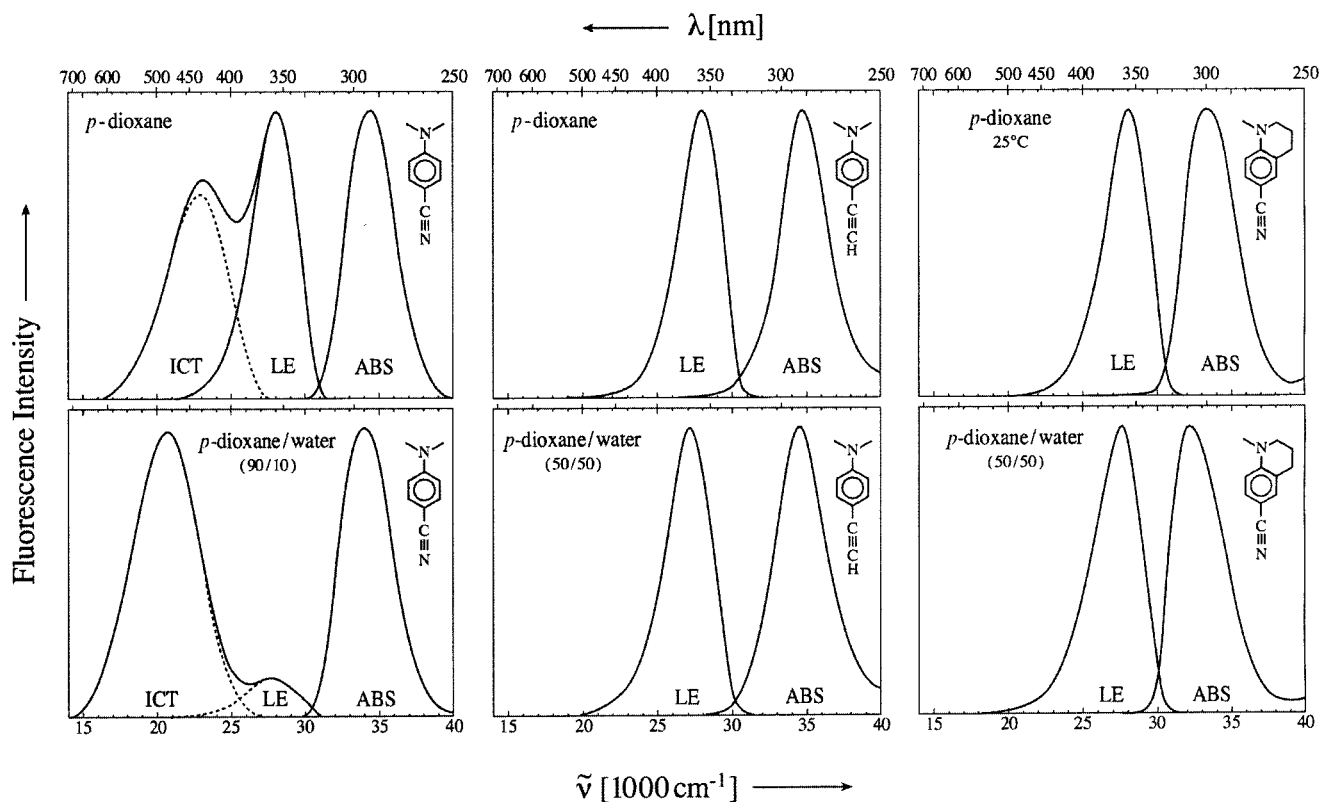 λ [nm]
700 600 500 450 400 350 300 250
700 600 500 450 400 350 300 250
700 600 500 450 400 350 300 250
p-dioxane
N
C
N
ICT LE ABS
p-dioxane
N
C
C
H
LE ABS
p-dioxane
25°C
N
C
N
LE ABS
Fluorescence Intensity
p-dioxane/water
(90/10)
N
C
N
ICT LE ABS
15 20 25 30 35 40
p-dioxane/water
(50/50)
N
C
C
H
LE ABS
15 20 25 30 35 40
p-dioxane/water
(50/50)
N
C
N
LE ABS
15 20 25 30 35 40
ν̃ [1000 cm⁻¹]